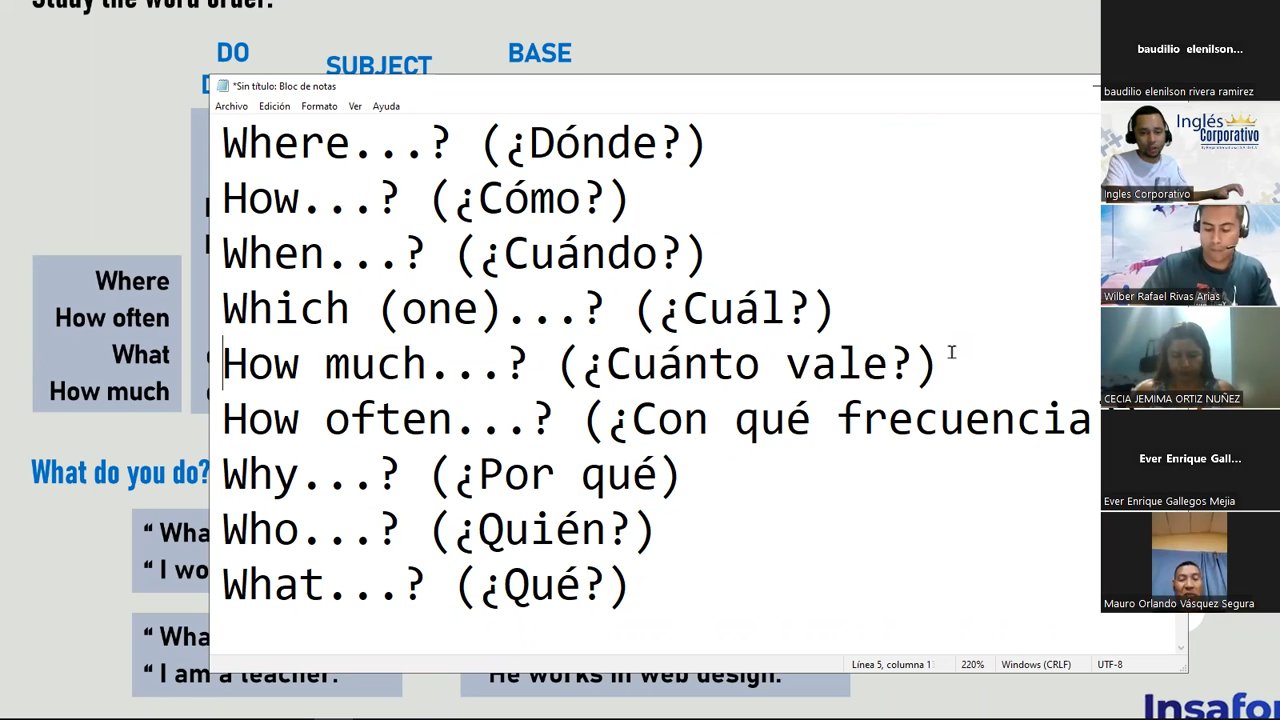 Study the word order:
DO
SUBJECT
BASE
*Sin título: Bloc de notas
Archivo Edición Formato Ver Ayuda
Where...? (¿Dónde?)
How...? (¿Cómo?)
When...? (¿Cuándo?)
Which (one)...? (¿Cuál?)
How much...? (¿Cuánto vale?)
How often...? (¿Con qué frecuencia
Why...? (¿Por qué)
Who...? (¿Quién?)
What...? (¿Qué?)
Línea 5, columna 1 220% Windows (CRLF) UTF-8
Where
How often
What
How much
What do you do?
“ Wha
“ I wo
“ Wha
“ I am a teacher.
He works in web design.
Insafo
baudilio elenilson...
baudilio elenilson rivera ramirez
Inglés
Corporativo
Ingles Corporativo
Wilber Rafael Rivas Arias
CECIA JEMIMA ORTIZ NUÑEZ
Ever Enrique Gall...
Ever Enrique Gallegos Mejia
Mauro Orlando Vásquez Segura